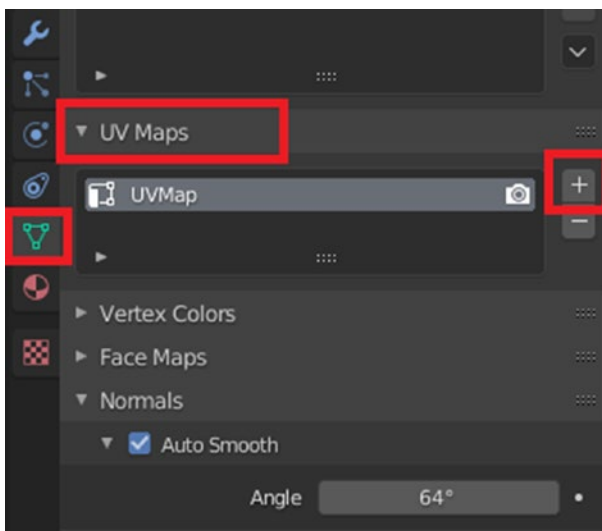 UV Maps
UVMap
Vertex Colors
Face Maps
Normals
Auto Smooth
Angle 64°